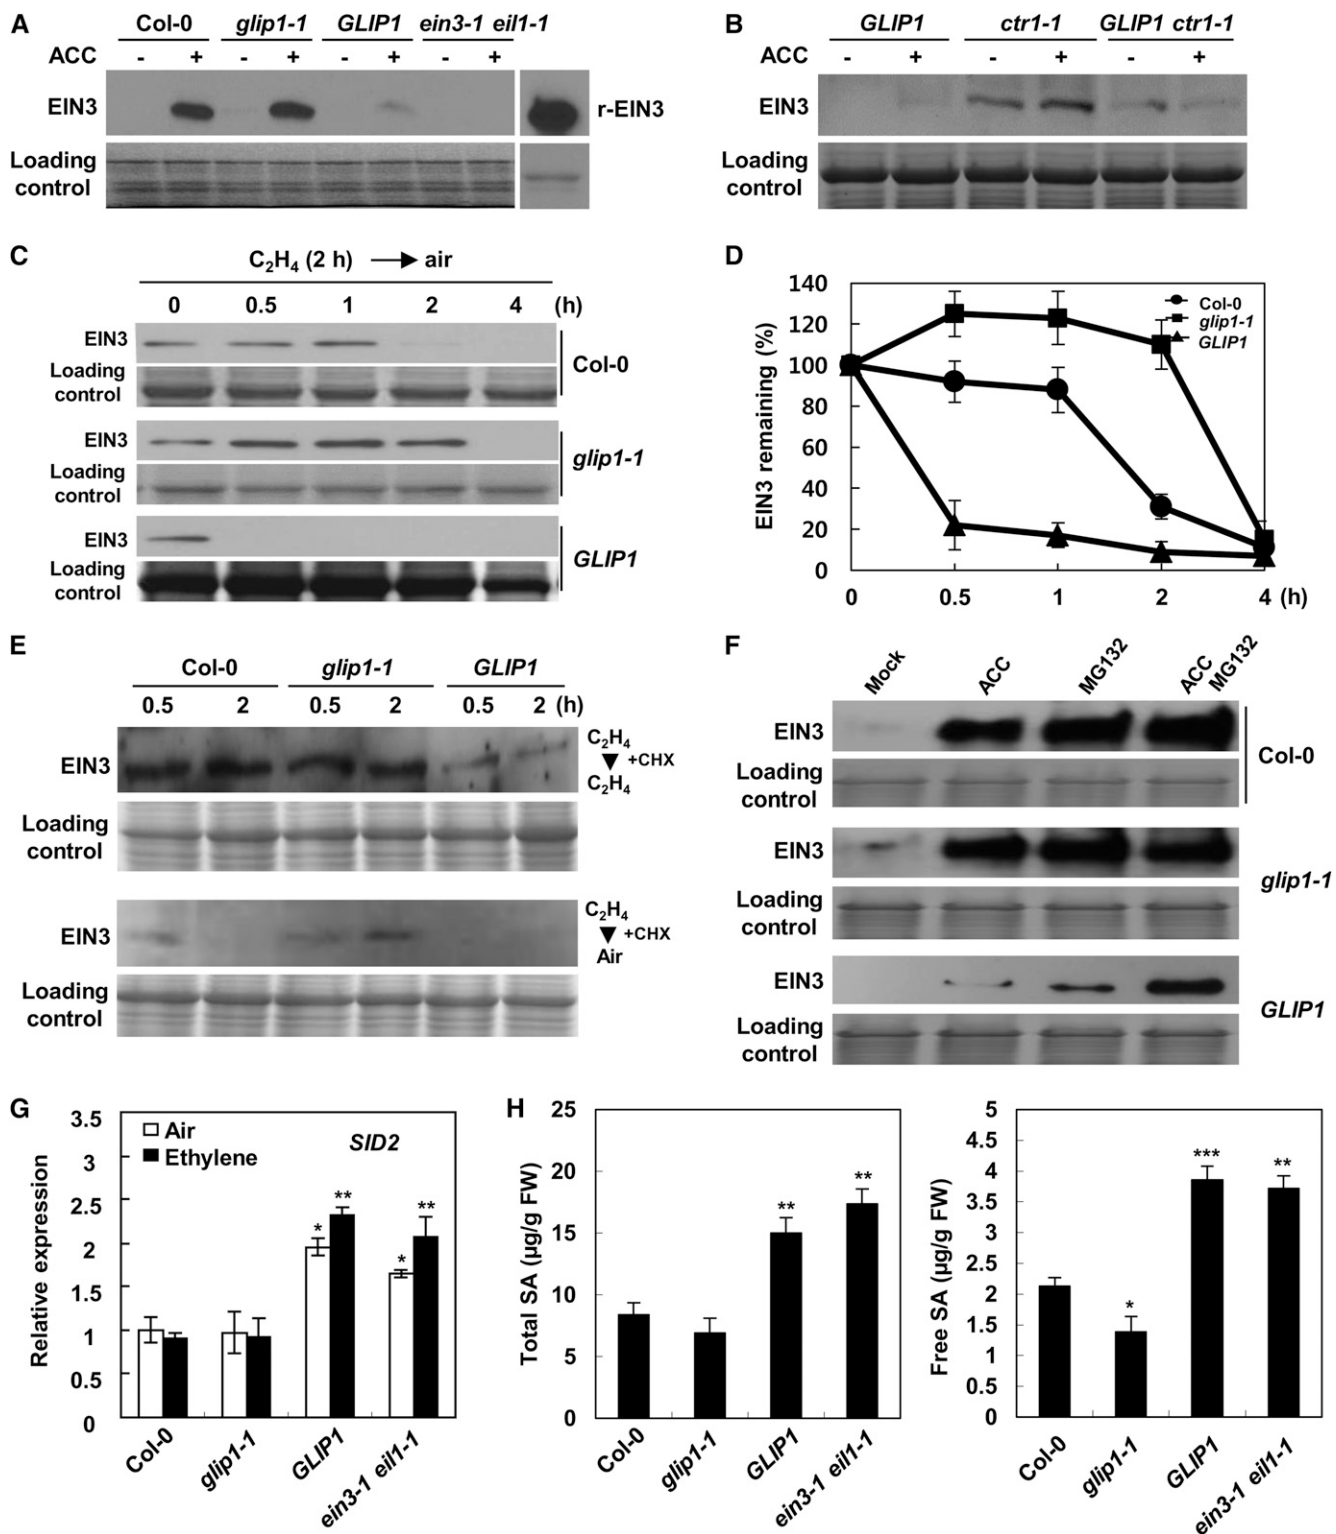 A
Col-0 glip1-1 GLIP1 ein3-1 eil1-1
ACC - + - + - + - +
EIN3
r-EIN3
Loading
control
B
GLIP1 ctr1-1 GLIP1 ctr1-1
ACC - + - + - +
EIN3
Loading
control
C
C₂H₄ (2 h) → air
0 0.5 1 2 4 (h)
EIN3
Loading
control
Col-0
EIN3
Loading
control
glip1-1
EIN3
Loading
control
GLIP1
D
EIN3 remaining (%)
140
120
100
80
60
40
20
0
0 0.5 1 2 4 (h)
Col-0
glip1-1
GLIP1
E
Col-0 glip1-1 GLIP1
0.5 2 0.5 2 0.5 2 (h)
EIN3
C₂H₄
▼ +CHX
C₂H₄
Loading
control
EIN3
C₂H₄
▼ +CHX
Air
Loading
control
F
Mock
ACC
MG132
ACC
MG132
EIN3
Loading
control
Col-0
EIN3
Loading
control
glip1-1
EIN3
Loading
control
GLIP1
G
Relative expression
3.5
3
2.5
2
1.5
1
0.5
0
Air
Ethylene
SID2
* ** * **
Col-0
glip1-1
GLIP1
ein3-1 eil1-1
H
Total SA (µg/g FW)
25
20
15
10
5
0
** **
Col-0
glip1-1
GLIP1
ein3-1 eil1-1
Free SA (µg/g FW)
5
4.5
4
3.5
3
2.5
2
1.5
1
0.5
0
* *** **
Col-0
glip1-1
GLIP1
ein3-1 eil1-1